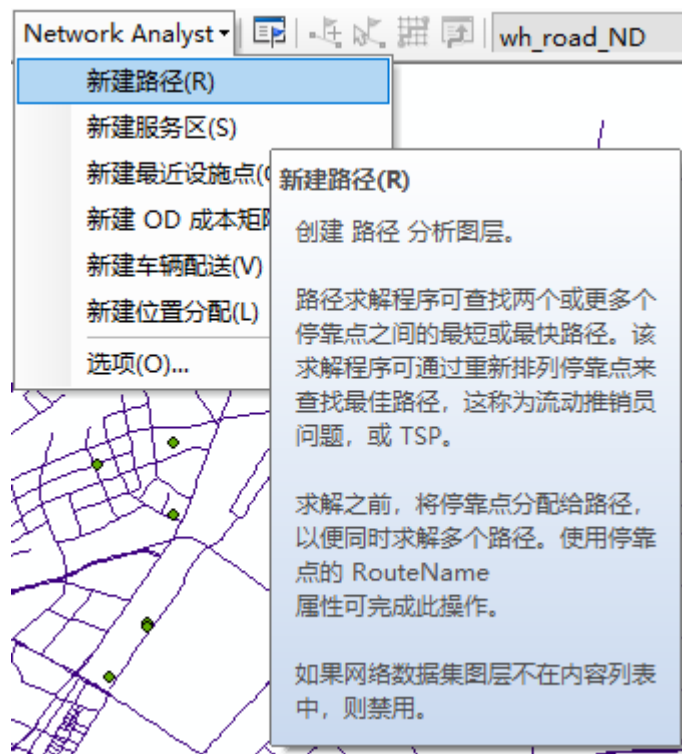 Network Analyst
wh_road_ND
新建路径(R)
新建服务区(S)
新建最近设施点(
新建 OD 成本矩
新建车辆配送(V)
新建位置分配(L)
选项(O)...
新建路径(R)
创建 路径 分析图层。
路径求解程序可查找两个或更多个
停靠点之间的最短或最快路径。该
求解程序可通过重新排列停靠点来
查找最佳路径，这称为流动推销员
问题，或 TSP。
求解之前，将停靠点分配给路径，
以便同时求解多个路径。使用停靠
点的 RouteName
属性可完成此操作。
如果网络数据集图层不在内容列表
中，则禁用。